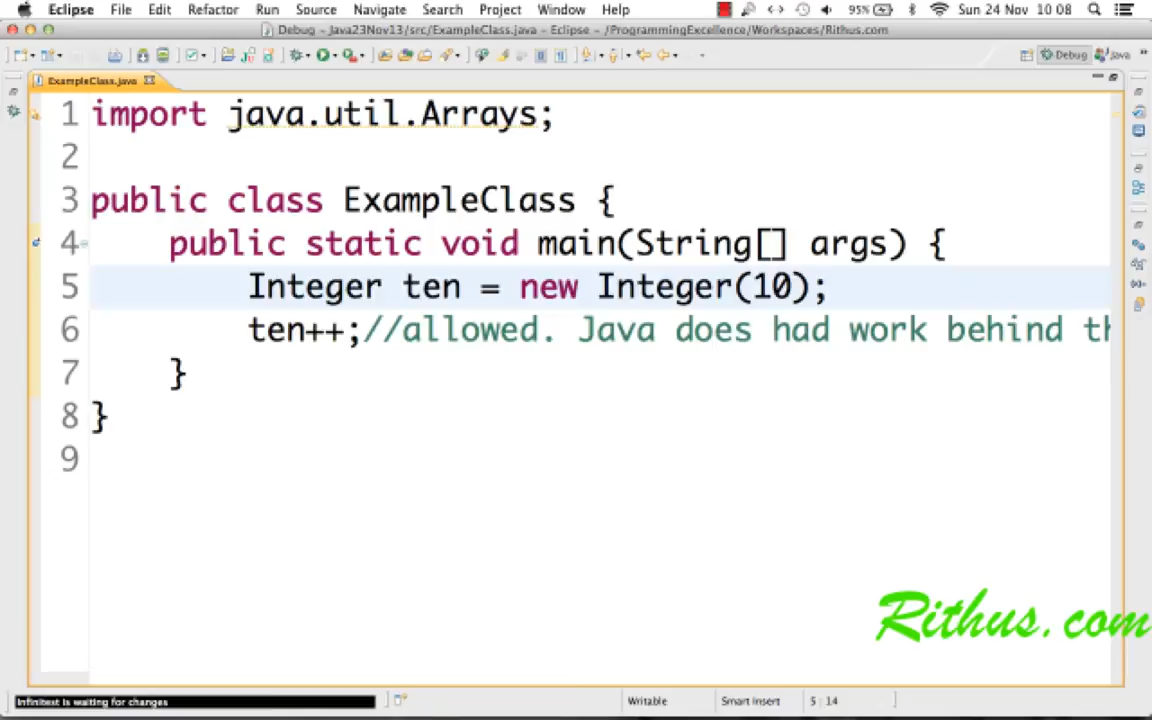 Eclipse File Edit Refactor Run Source Navigate Search Project Window Help 95% Sun 24 Nov 10 08
Debug - Java23Nov13/src/ExampleClass.java - Eclipse - /ProgrammingExcellence/Workspaces/Rithus.com
Debug Java
ExampleClass.java
1 import java.util.Arrays;
2
3 public class ExampleClass {
4 public static void main(String[] args) {
5 Integer ten = new Integer(10);
6 ten++;//allowed. Java does had work behind th
7 }
8 }
9
Rithus.com
Infinitest is waiting for changes Writable Smart Insert 5 : 14